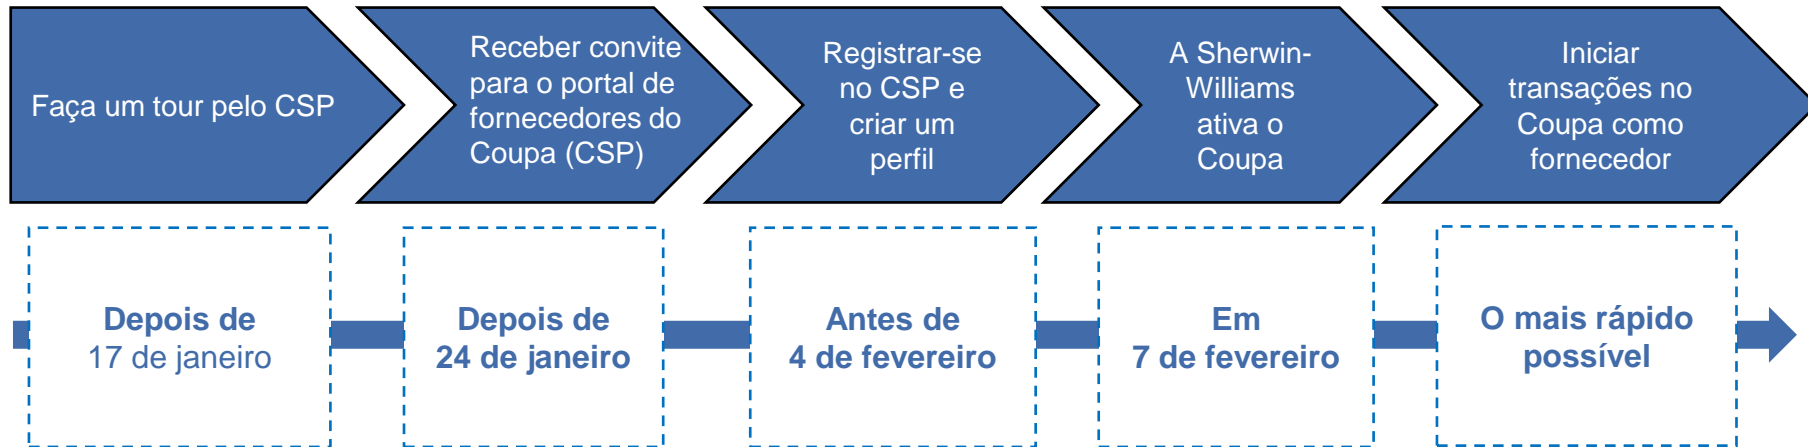 Faça um tour pelo CSP
Receber convite
para o portal de
fornecedores do
Coupa (CSP)
Registrar-se
no CSP e
criar um
perfil
A Sherwin-
Williams
ativa o
Coupa
Iniciar
transações no
Coupa como
fornecedor
Depois de
17 de janeiro
Depois de
24 de janeiro
Antes de
4 de fevereiro
Em
7 de fevereiro
O mais rápido
possível